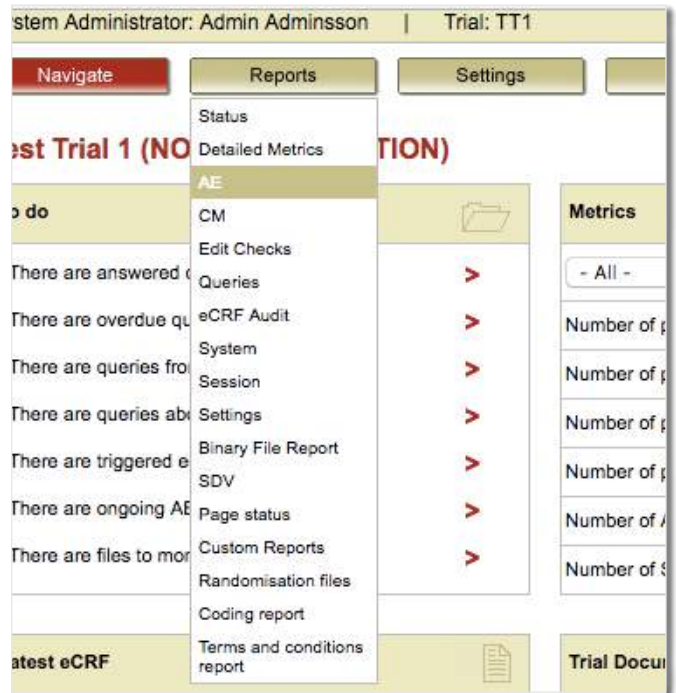 stem Administrator: Admin Adminsson | Trial: TT1
Navigate Reports Settings
est Trial 1 (NO TION)
Status
Detailed Metrics
AE
CM
Edit Checks
Queries
eCRF Audit
System
Session
Settings
Binary File Report
SDV
Page status
Custom Reports
Randomisation files
Coding report
Terms and conditions
report
o do
There are answered
There are overdue qu
There are queries fro
There are queries abo
There are triggered e
There are ongoing AE
There are files to mon
>
>
>
>
>
>
>
Metrics
- All -
Number of p
Number of p
Number of p
Number of p
Number of A
Number of S
atest eCRF
Trial Docu